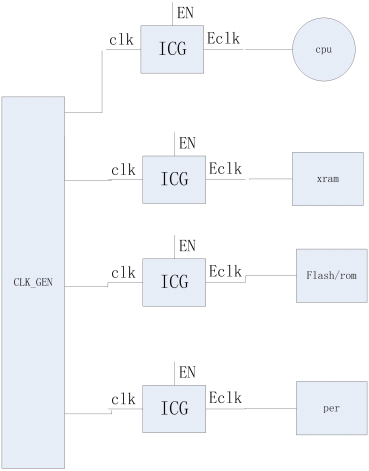 EN
clk ICG Eclk cpu
EN
clk ICG Eclk xram
EN
CLK_GEN clk ICG Eclk Flash/rom
EN
clk ICG Eclk per